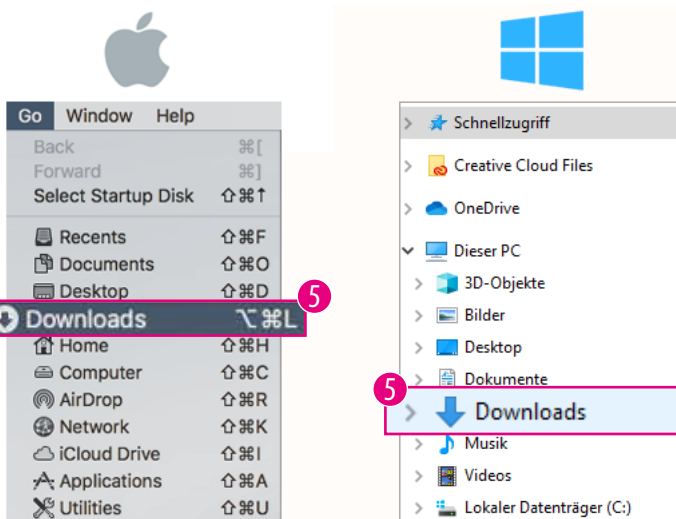 Go Window Help
Back ⌘[
Forward ⌘]
Select Startup Disk ⇧⌘↑
Recents ⇧⌘F
Documents ⇧⌘O
Desktop ⇧⌘D
5
Downloads ⌥⌘L
Home ⇧⌘H
Computer ⇧⌘C
AirDrop ⇧⌘R
Network ⇧⌘K
iCloud Drive ⇧⌘I
Applications ⇧⌘A
Utilities ⇧⌘U
Schnellzugriff
Creative Cloud Files
OneDrive
Dieser PC
3D-Objekte
Bilder
Desktop
Dokumente
5
Downloads
Musik
Videos
Lokaler Datenträger (C:)